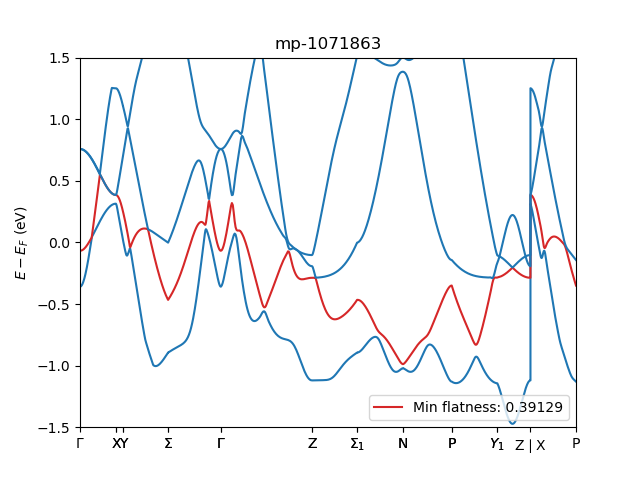 mp-1071863
E − E_F (eV)
1.5
1.0
0.5
0.0
−0.5
−1.0
−1.5
Min flatness: 0.39129
Γ X Y Σ Γ Z Σ₁ N P Y₁ Z | X P